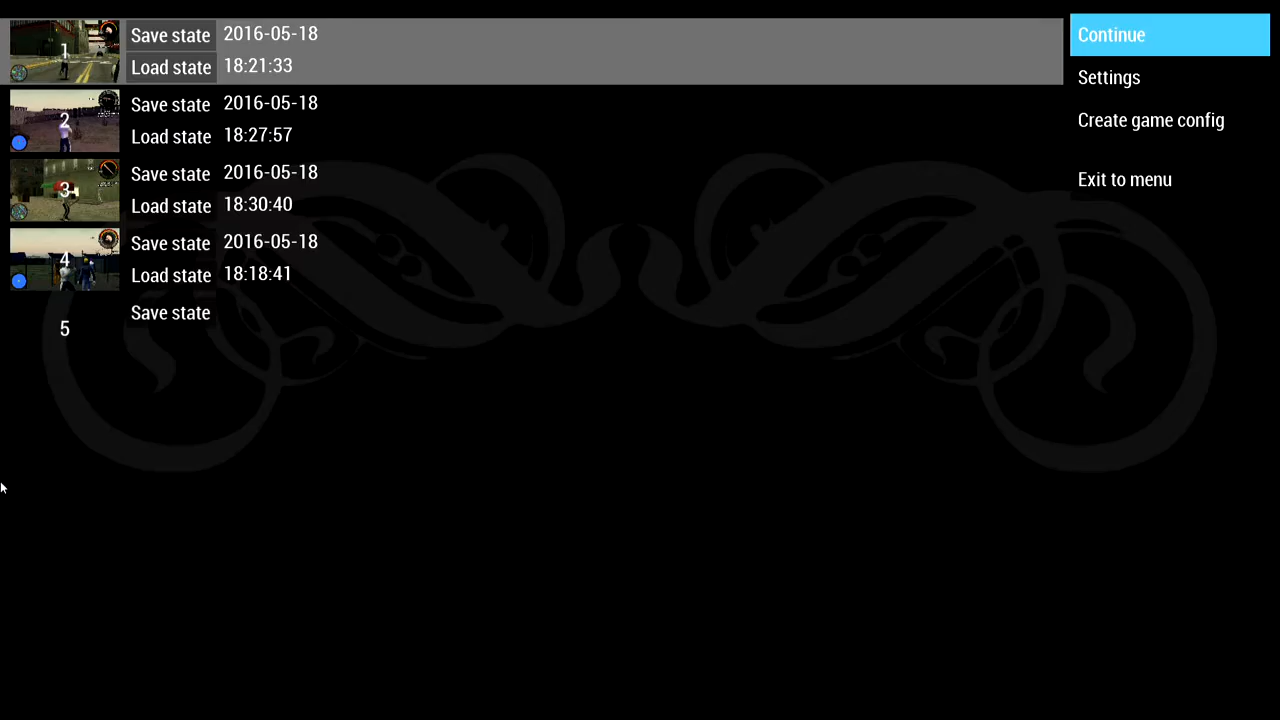 1
Save state 2016-05-18
Load state 18:21:33
2
Save state 2016-05-18
Load state 18:27:57
3
Save state 2016-05-18
Load state 18:30:40
4
Save state 2016-05-18
Load state 18:18:41
5
Save state
Continue
Settings
Create game config
Exit to menu